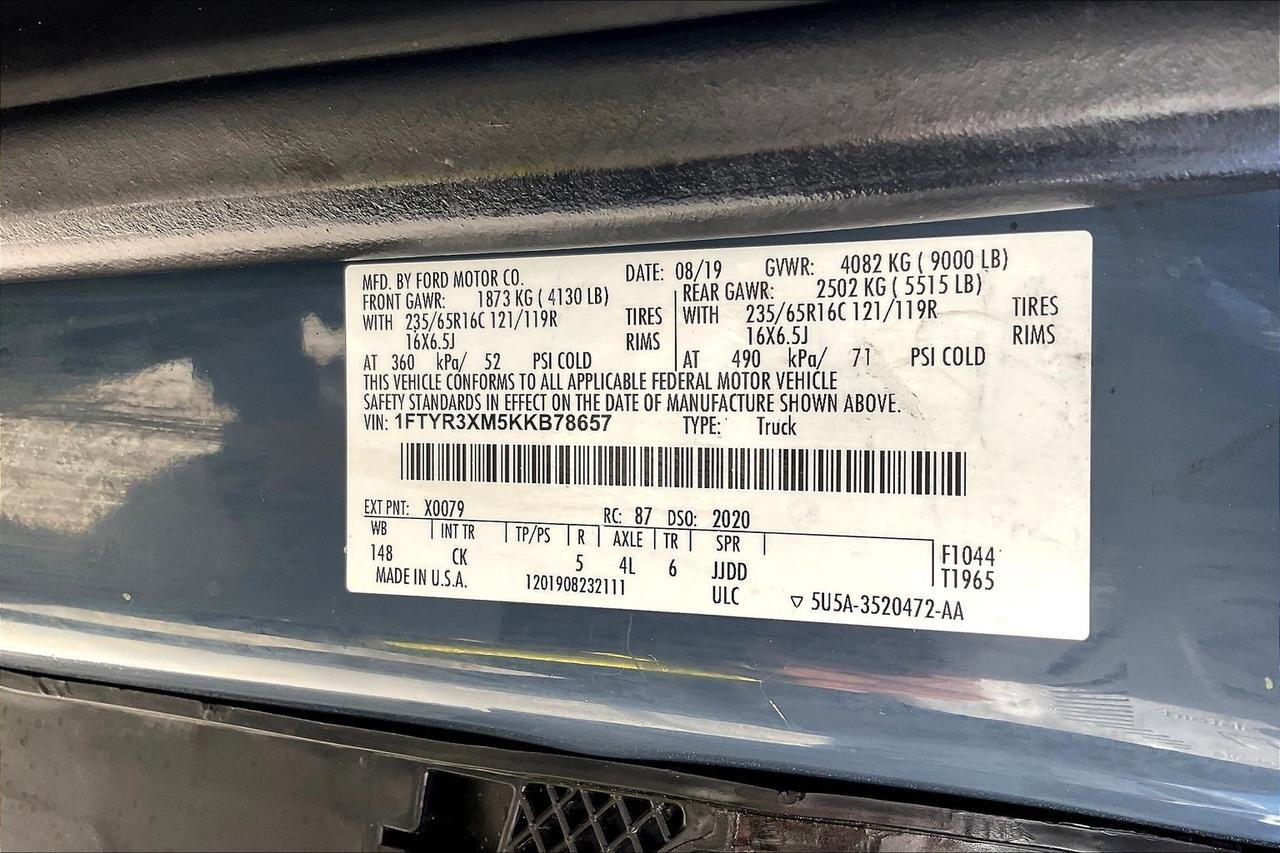 MFD. BY FORD MOTOR CO. DATE: 08/19 GVWR: 4082 KG ( 9000 LB)
FRONT GAWR: 1873 KG ( 4130 LB) REAR GAWR: 2502 KG ( 5515 LB)
WITH 235/65R16C 121/119R TIRES WITH 235/65R16C 121/119R TIRES
16X6.5J RIMS 16X6.5J RIMS
AT 360 kPa/ 52 PSI COLD AT 490 kPa/ 71 PSI COLD
THIS VEHICLE CONFORMS TO ALL APPLICABLE FEDERAL MOTOR VEHICLE
SAFETY STANDARDS IN EFFECT ON THE DATE OF MANUFACTURE SHOWN ABOVE.
VIN: 1FTYR3XM5KKB78657 TYPE: Truck
EXT PNT: X0079 RC: 87 DSO: 2020
WB INT TR TP/PS R AXLE TR SPR
148 CK 5 4L 6 JJDD F1044
T1965
MADE IN U.S.A. 1201908232111 ULC ▽ 5U5A-3520472-AA